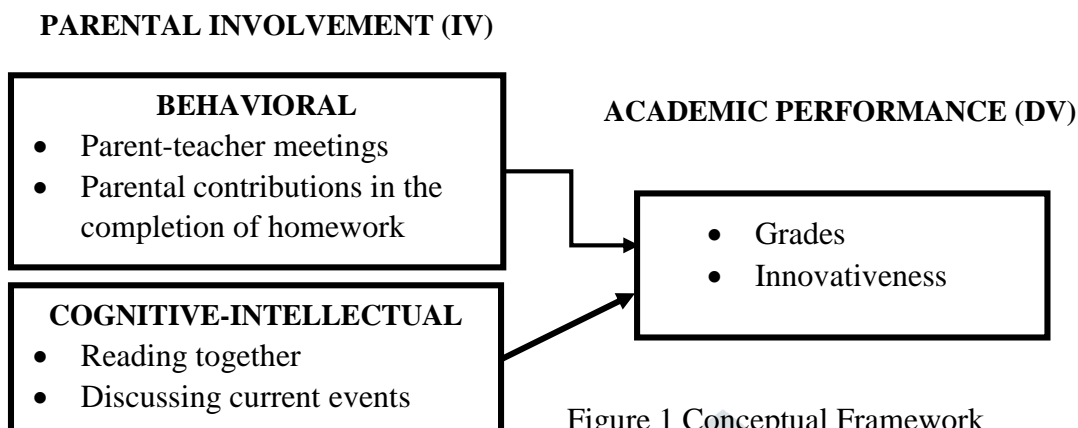 PARENTAL INVOLVEMENT (IV)
BEHAVIORAL
• Parent-teacher meetings
• Parental contributions in the
completion of homework
COGNITIVE-INTELLECTUAL
• Reading together
• Discussing current events
ACADEMIC PERFORMANCE (DV)
• Grades
• Innovativeness
Figure 1 Conceptual Framework